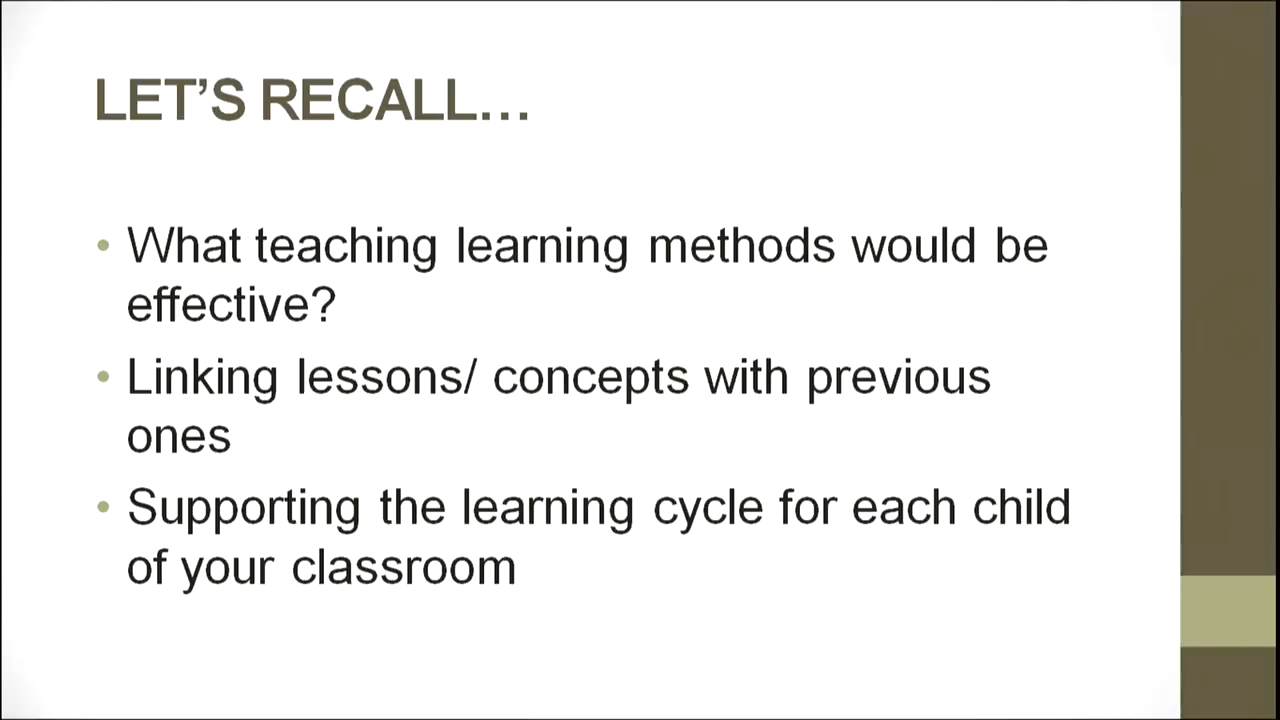 LET’S RECALL…
• What teaching learning methods would be
effective?
• Linking lessons/ concepts with previous
ones
• Supporting the learning cycle for each child
of your classroom